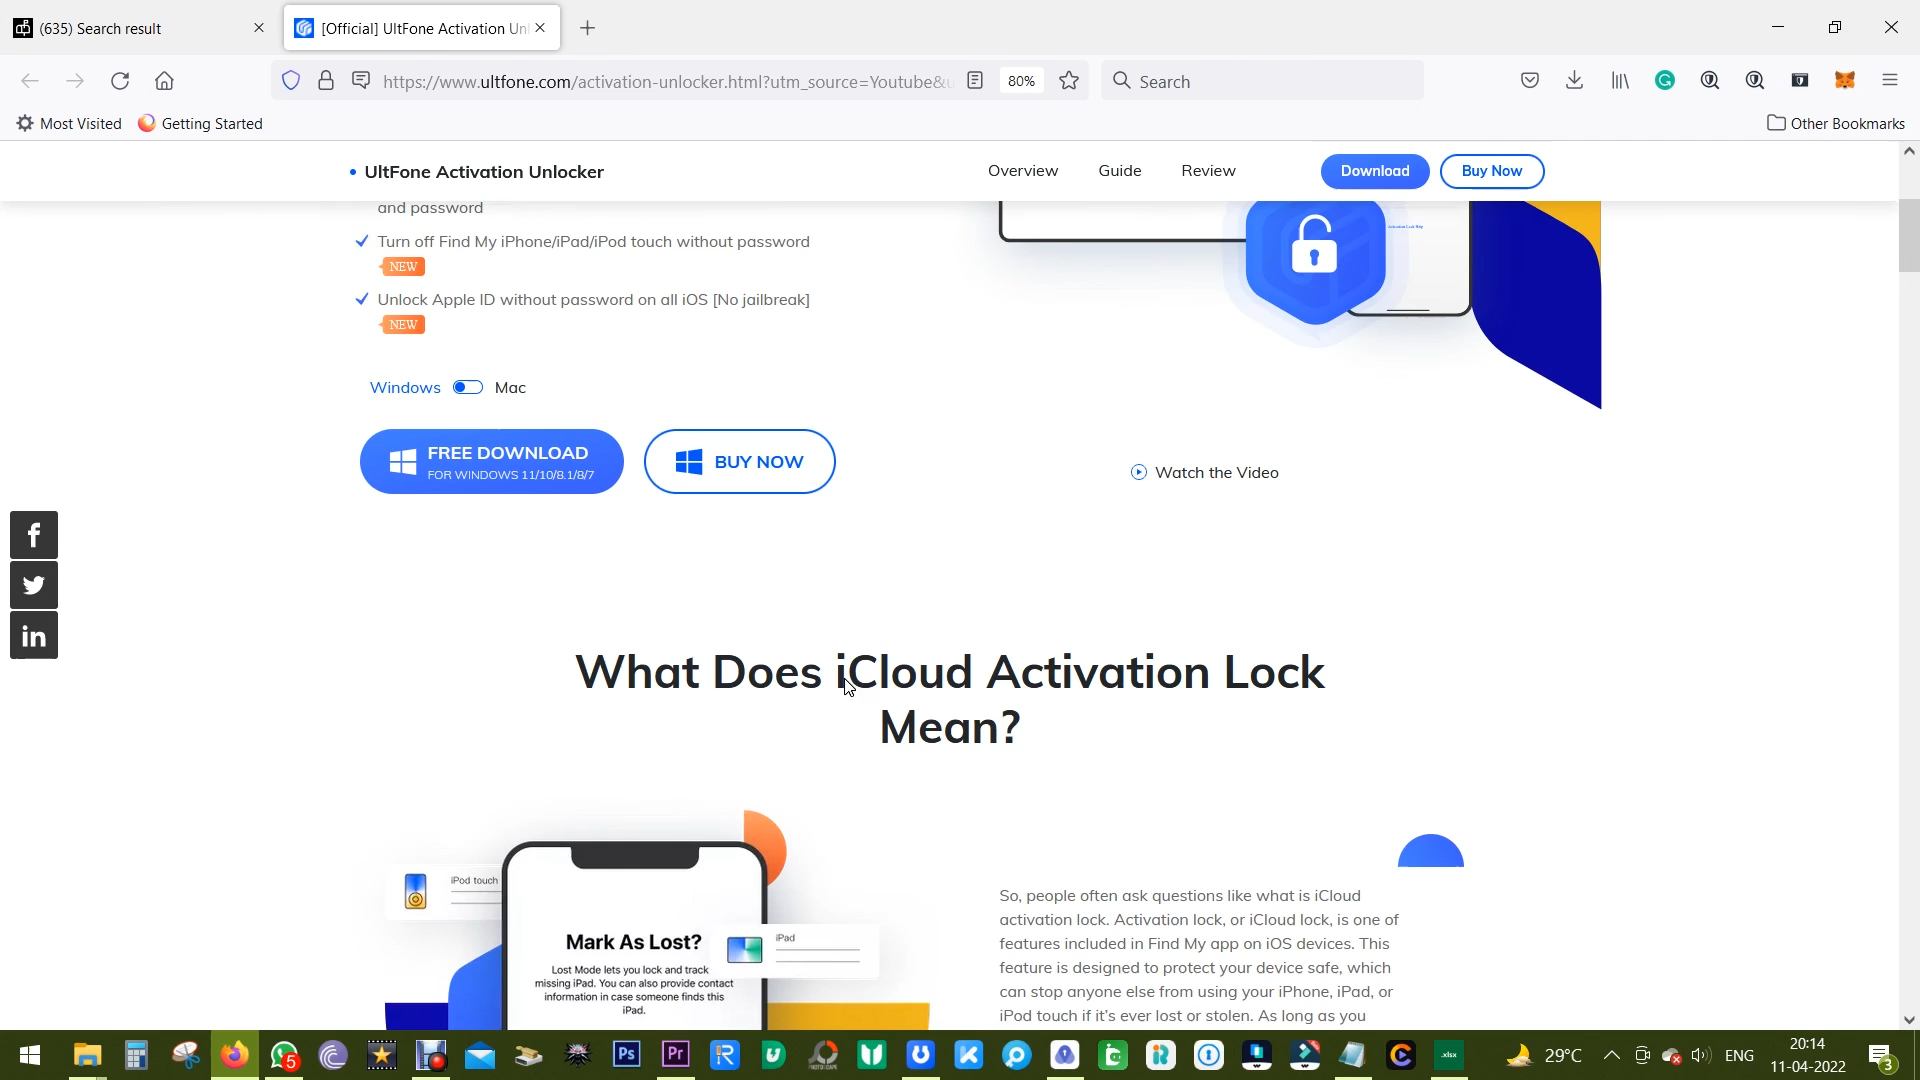 (635) Search result
[Official] UltFone Activation Unl
https://www.ultfone.com/activation-unlocker.html?utm_source=Youtube&u
80%
Search
Most Visited
Getting Started
Other Bookmarks
UltFone Activation Unlocker
Overview
Guide
Review
Download
Buy Now
and password
Turn off Find My iPhone/iPad/iPod touch without password
NEW
Unlock Apple ID without password on all iOS [No jailbreak]
NEW
Activation Lock Help
Windows
Mac
FREE DOWNLOAD
FOR WINDOWS 11/10/8.1/8/7
BUY NOW
Watch the Video
What Does iCloud Activation Lock
Mean?
iPod touch
Mark As Lost?
iPad
Lost Mode lets you lock and track
missing iPad. You can also provide contact
information in case someone finds this
iPad.
So, people often ask questions like what is iCloud
activation lock. Activation lock, or iCloud lock, is one of
features included in Find My app on iOS devices. This
feature is designed to protect your device safe, which
can stop anyone else from using your iPhone, iPad, or
iPod touch if it's ever lost or stolen. As long as you
5
Ps
Pr
.xlsx
29°C
ENG
20:14
11-04-2022
3